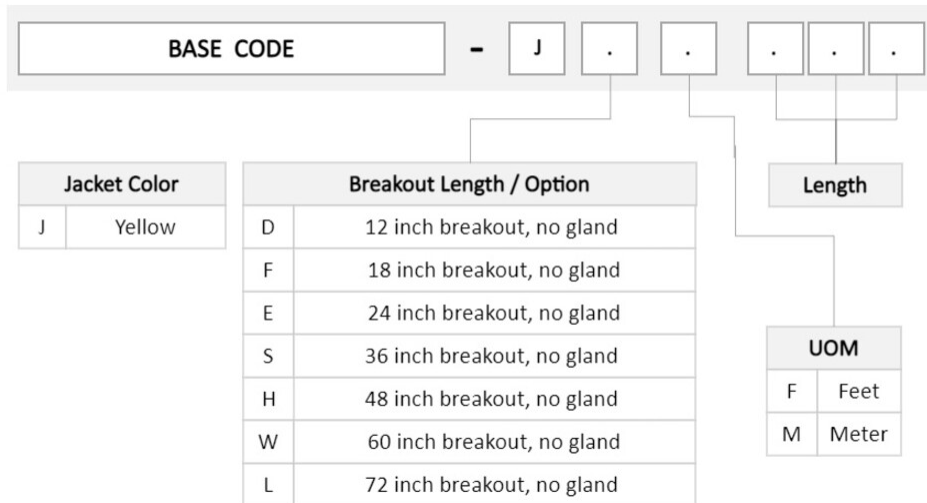 BASE CODE - J . . . . .
Jacket Color
J Yellow
Breakout Length / Option
D 12 inch breakout, no gland
F 18 inch breakout, no gland
E 24 inch breakout, no gland
S 36 inch breakout, no gland
H 48 inch breakout, no gland
W 60 inch breakout, no gland
L 72 inch breakout, no gland
Length
UOM
F Feet
M Meter